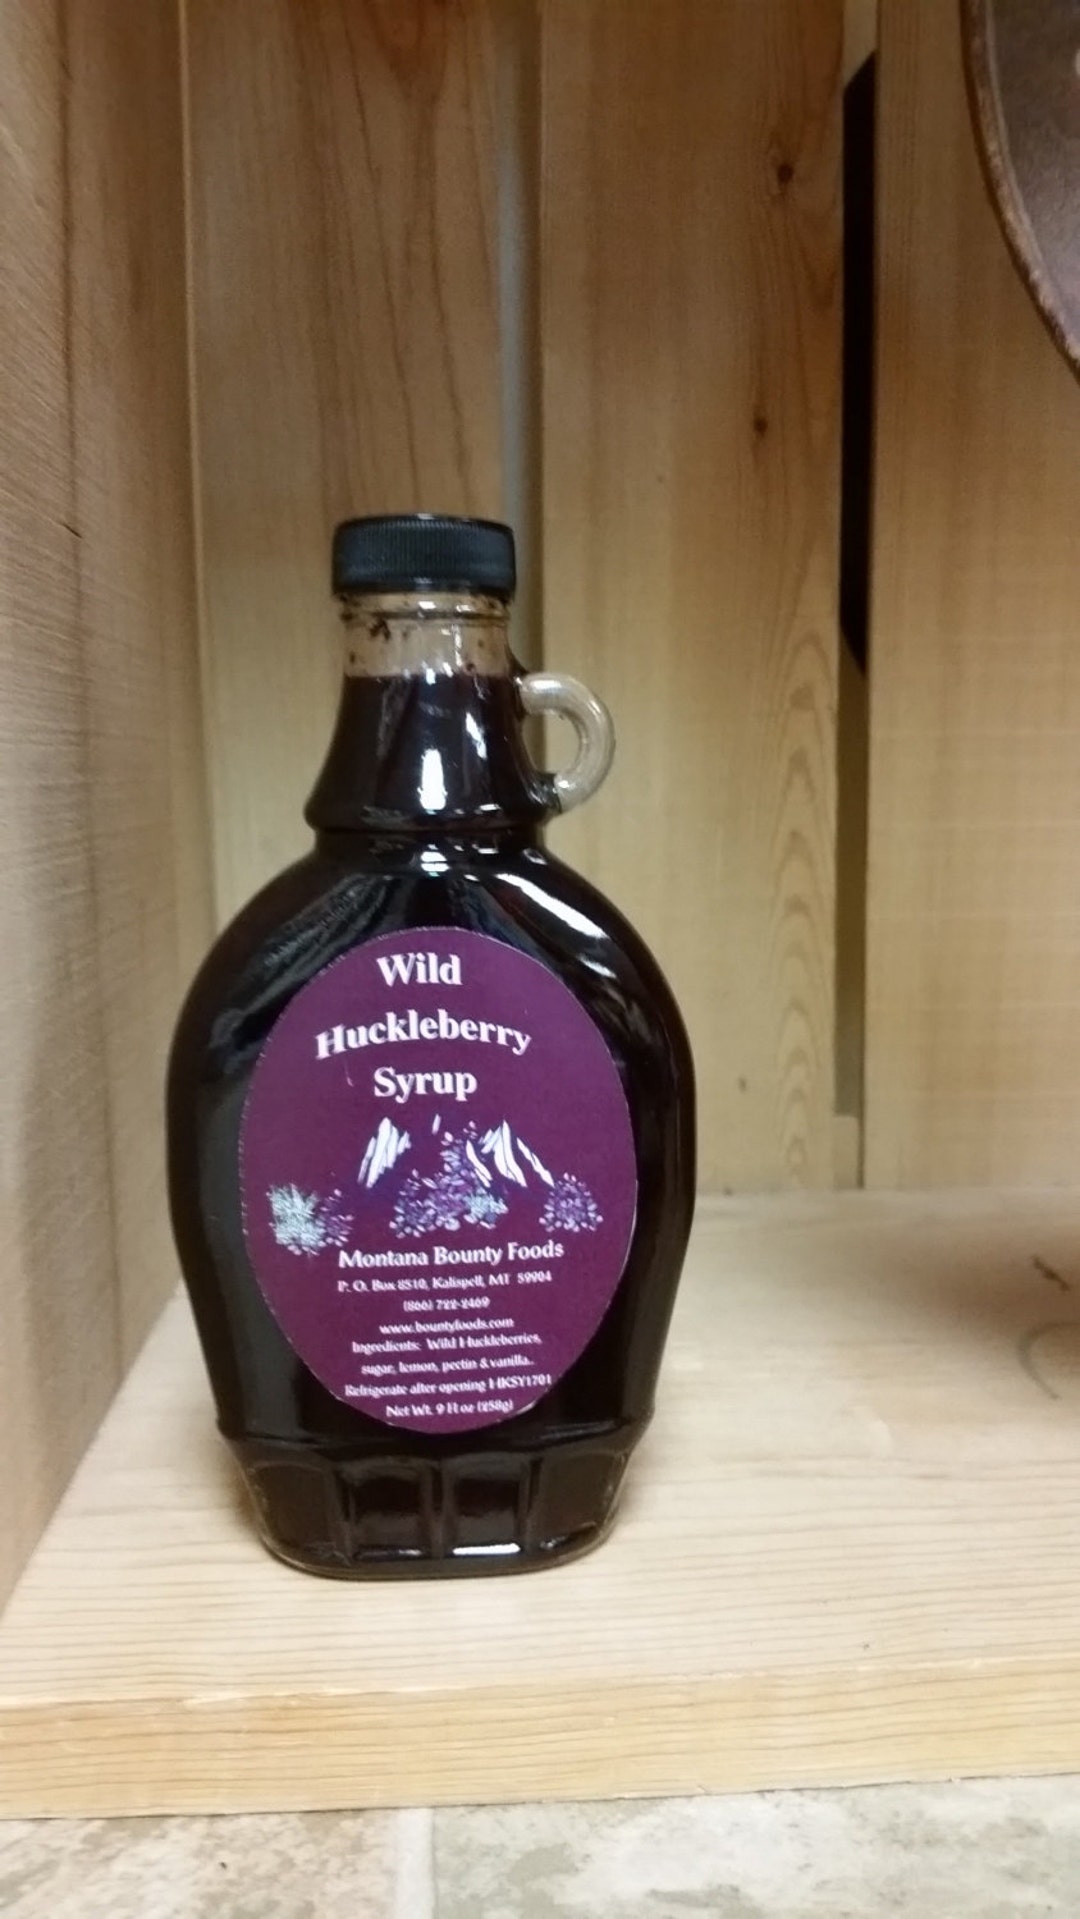 Wild
Huckleberry
Syrup
Montana Bounty Foods
P. O. Box 8510, Kalispell, MT 59904
(866) 722-2469
www.bountyfoods.com
Ingredients: Wild Huckleberries,
sugar, lemon, pectin & vanilla..
Refrigerate after opening HKSY1701
Net Wt. 9 Fl oz (258g)